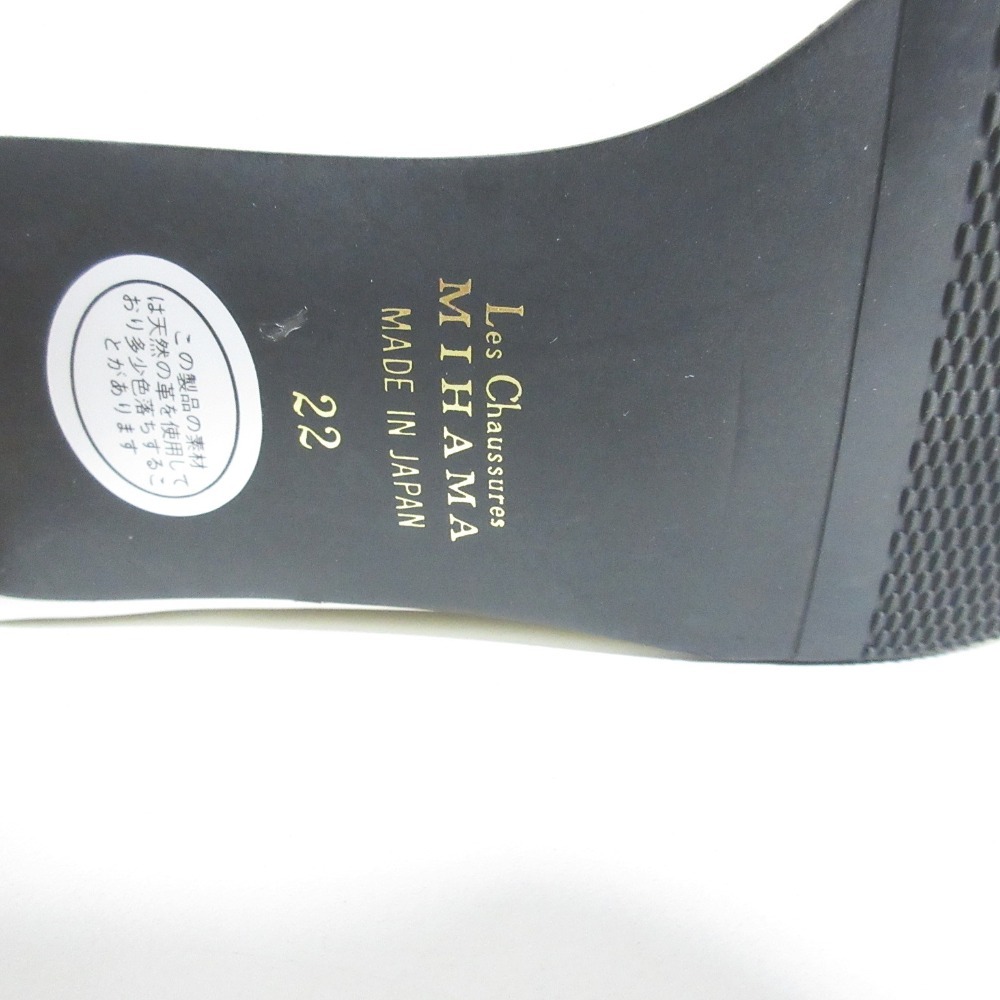 Les Chaussures
MIHAMA
MADE IN JAPAN
22
この製品の素材
は天然の革を使用して
おり多少色落ちするこ
とがあります